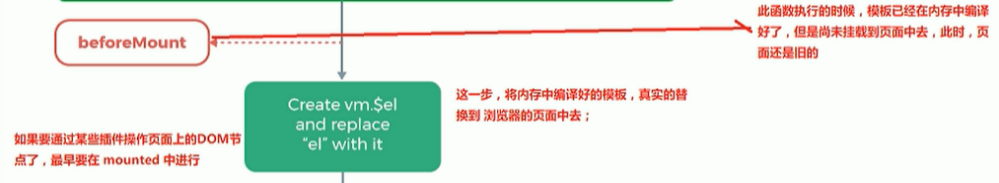 此函数执行的时候，模板已经在内存中编译
好了，但是尚未挂载到页面中去，此时，页
面还是旧的
beforeMount
Create vm.$el
and replace
"el" with it
这一步，将内存中编译好的模板，真实的替
换到 浏览器的页面中去；
如果要通过某些插件操作页面上的DOM节
点了，最早要在 mounted 中进行